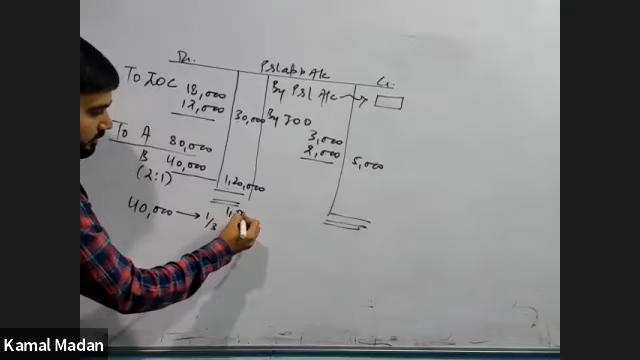 Dr. P&L app A/c Cr.
To IOC 18,000
12,000
30,000
By P&L A/c
By IOD
3,000
2,000
5,000
To A 80,000
B 40,000
(2:1)
1,20,000
40,000 → 1/3
Kamal Madan